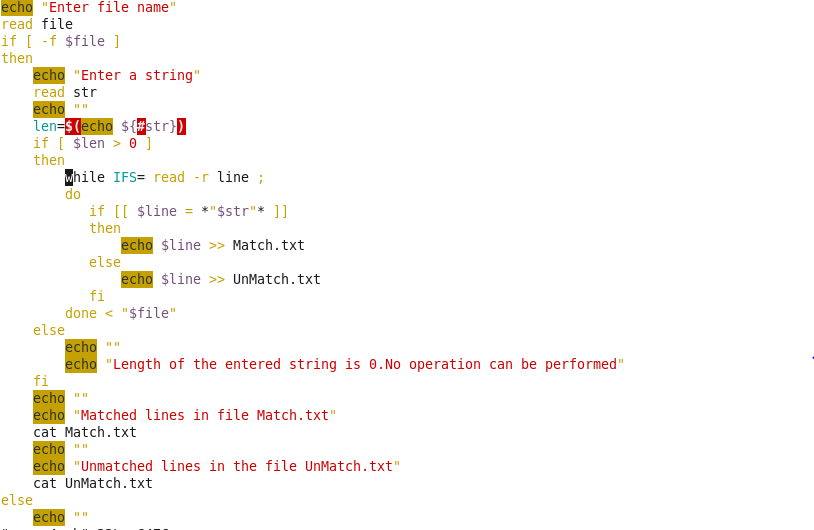 echo "Enter file name"
read file
if [ -f $file ]
then
    echo "Enter a string"
    read str
    echo ""
    len=$(echo ${#str})
    if [ $len > 0 ]
    then
        while IFS= read -r line ;
        do
           if [[ $line = *"$str"* ]]
           then
               echo $line >> Match.txt
           else
               echo $line >> UnMatch.txt
           fi
        done < "$file"
    else
        echo ""
        echo "Length of the entered string is 0.No operation can be performed"
    fi
    echo ""
    echo "Matched lines in file Match.txt"
    cat Match.txt
    echo ""
    echo "Unmatched lines in the file UnMatch.txt"
    cat UnMatch.txt
else
    echo ""